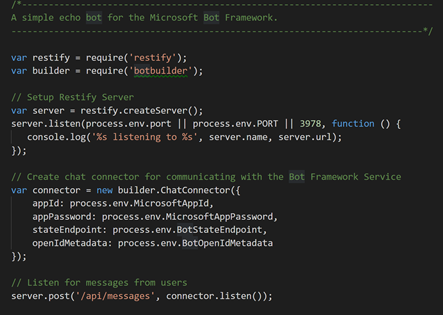 /*-----------------------------------------------------------------------------
A simple echo bot for the Microsoft Bot Framework.
-----------------------------------------------------------------------------*/
var restify = require('restify');
var builder = require('botbuilder');
// Setup Restify Server
var server = restify.createServer();
server.listen(process.env.port || process.env.PORT || 3978, function () {
   console.log('%s listening to %s', server.name, server.url);
});
// Create chat connector for communicating with the Bot Framework Service
var connector = new builder.ChatConnector({
    appId: process.env.MicrosoftAppId,
    appPassword: process.env.MicrosoftAppPassword,
    stateEndpoint: process.env.BotStateEndpoint,
    openIdMetadata: process.env.BotOpenIdMetadata
});
// Listen for messages from users
server.post('/api/messages', connector.listen());